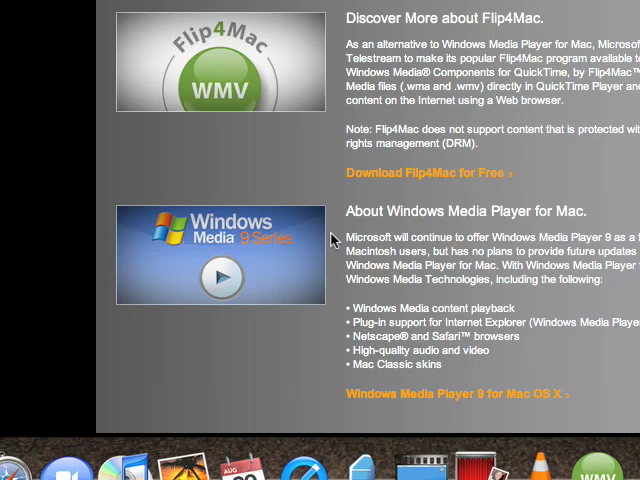 Flip4Mac
WMV
Discover More about Flip4Mac.
As an alternative to Windows Media Player for Mac, Microsof
Telestream to make its popular Flip4Mac program available to
Windows Media® Components for QuickTime, by Flip4Mac™
Media files (.wma and .wmv) directly in QuickTime Player and
content on the Internet using a Web browser.
Note: Flip4Mac does not support content that is protected wit
rights management (DRM).
Download Flip4Mac for Free ›
Windows
Media 9 Series
About Windows Media Player for Mac.
Microsoft will continue to offer Windows Media Player 9 as a f
Macintosh users, but has no plans to provide future updates
Windows Media Player for Mac. With Windows Media Player
Windows Media Technologies, including the following:
• Windows Media content playback
• Plug-in support for Internet Explorer (Windows Media Playe
• Netscape® and Safari™ browsers
• High-quality audio and video
• Mac Classic skins
Windows Media Player 9 for Mac OS X ›
AUG
WMV